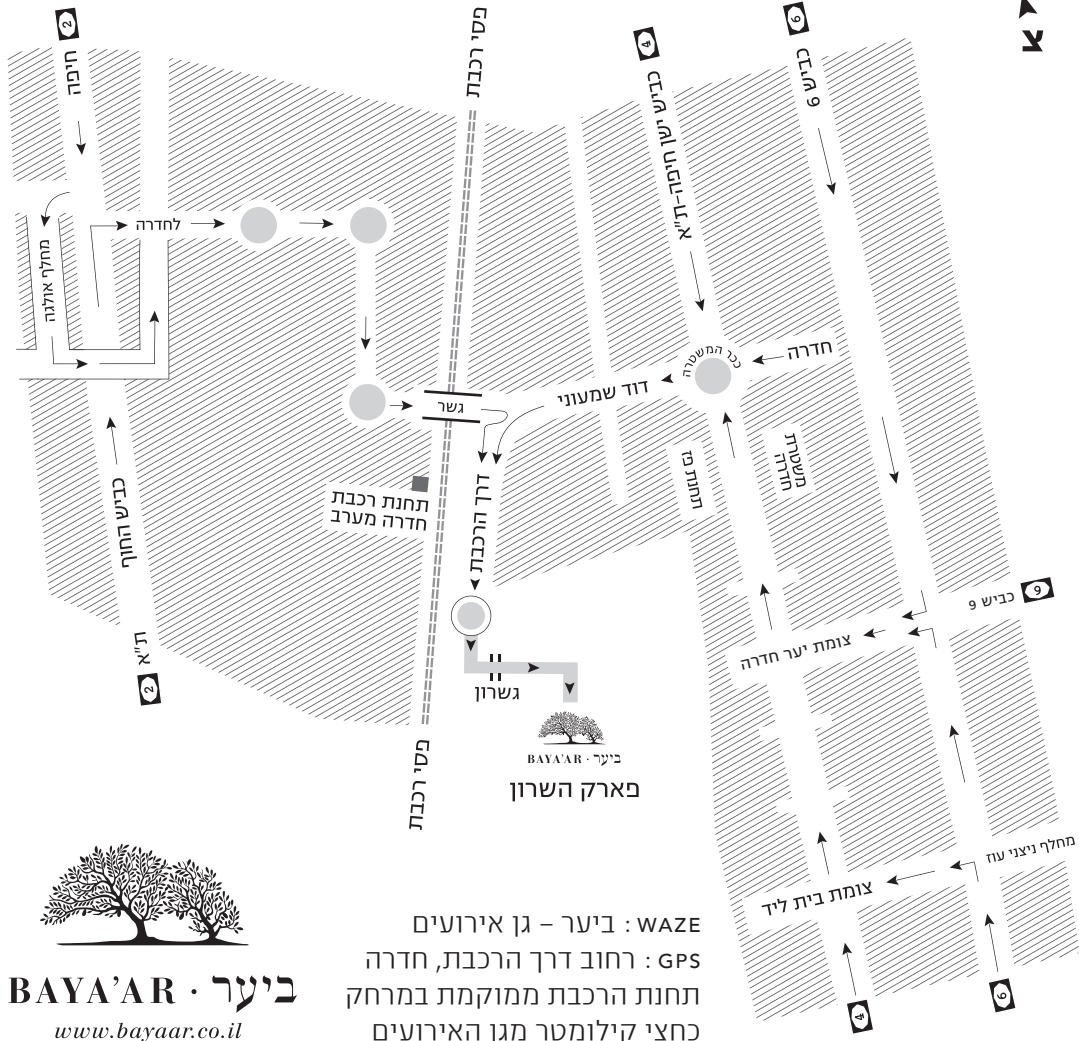 2
חיפה
פסי רכבת
4
כביש ישן חיפה-ת"א
6
כביש 6
צ
מחלף אולגה
לחדרה
ככר המשטרה
חדרה
דוד שמעוני
גשר
תחנת פז
משטרת
חדרה
כביש החוף
תחנת רכבת
חדרה מערב
דרך הרכבת
9
כביש 9
צומת יער חדרה
ת"א
2
גשרון
BAYA'AR · ביער
פארק השרון
פסי רכבת
מחלף ניצני עוז
צומת בית ליד
6
4
BAYA'AR · ביער
www.bayaar.co.il
WAZE : ביער – גן אירועים
GPS : רחוב דרך הרכבת, חדרה
תחנת הרכבת ממוקמת במרחק
כחצי קילומטר מגן האירועים